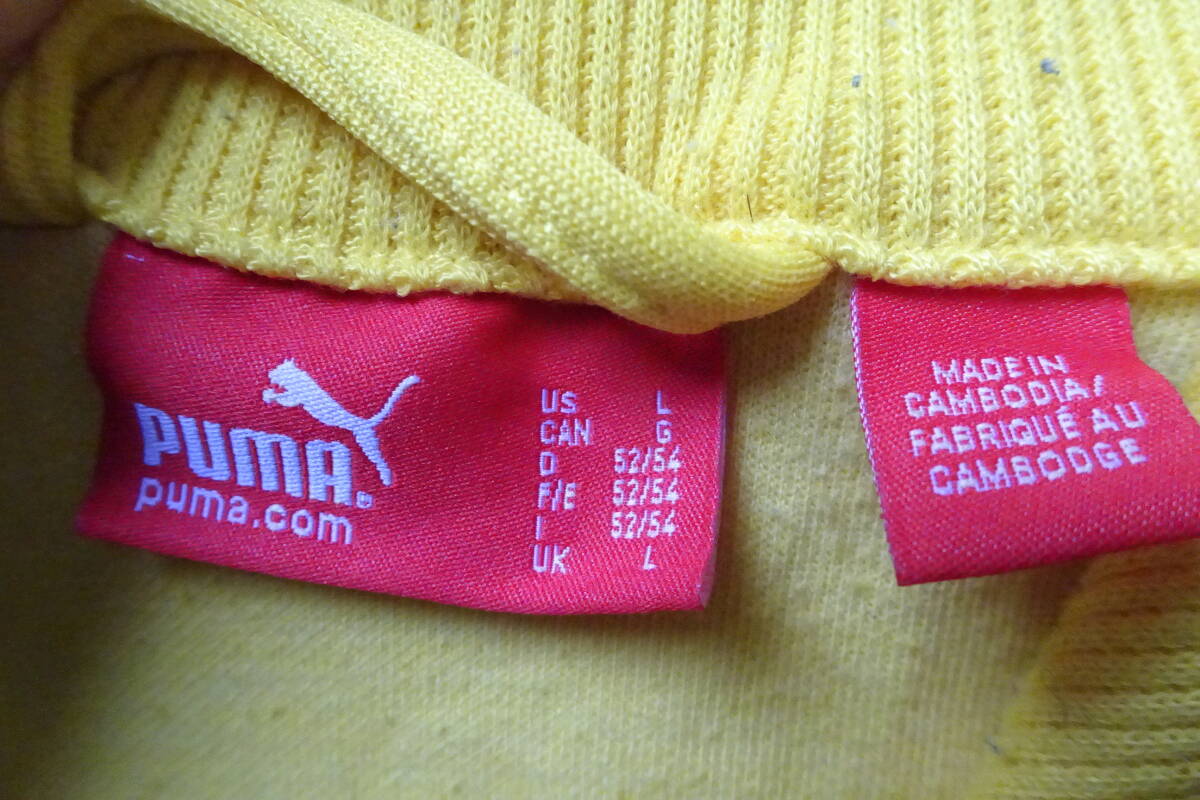 PUMA®
puma.com
US L
CAN G
D 52/54
F/E 52/54
I 52/54
UK L
MADE IN
CAMBODIA/
FABRIQUÉ AU
CAMBODGE